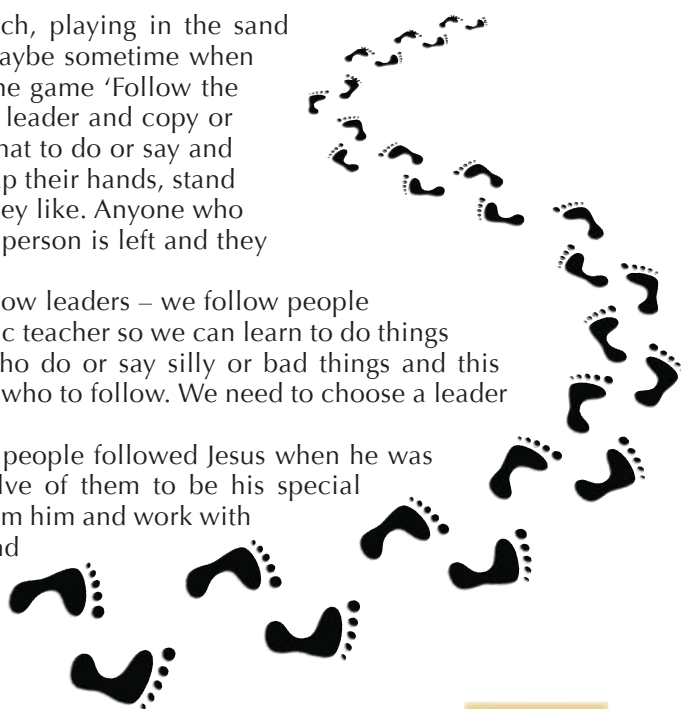 ch, playing in the sand
aybe sometime when
ne game ‘Follow the
leader and copy or
hat to do or say and
ap their hands, stand
ey like. Anyone who
person is left and they
ow leaders – we follow people
ic teacher so we can learn to do things
ho do or say silly or bad things and this
who to follow. We need to choose a leader
people followed Jesus when he was
lve of them to be his special
m him and work with
nd